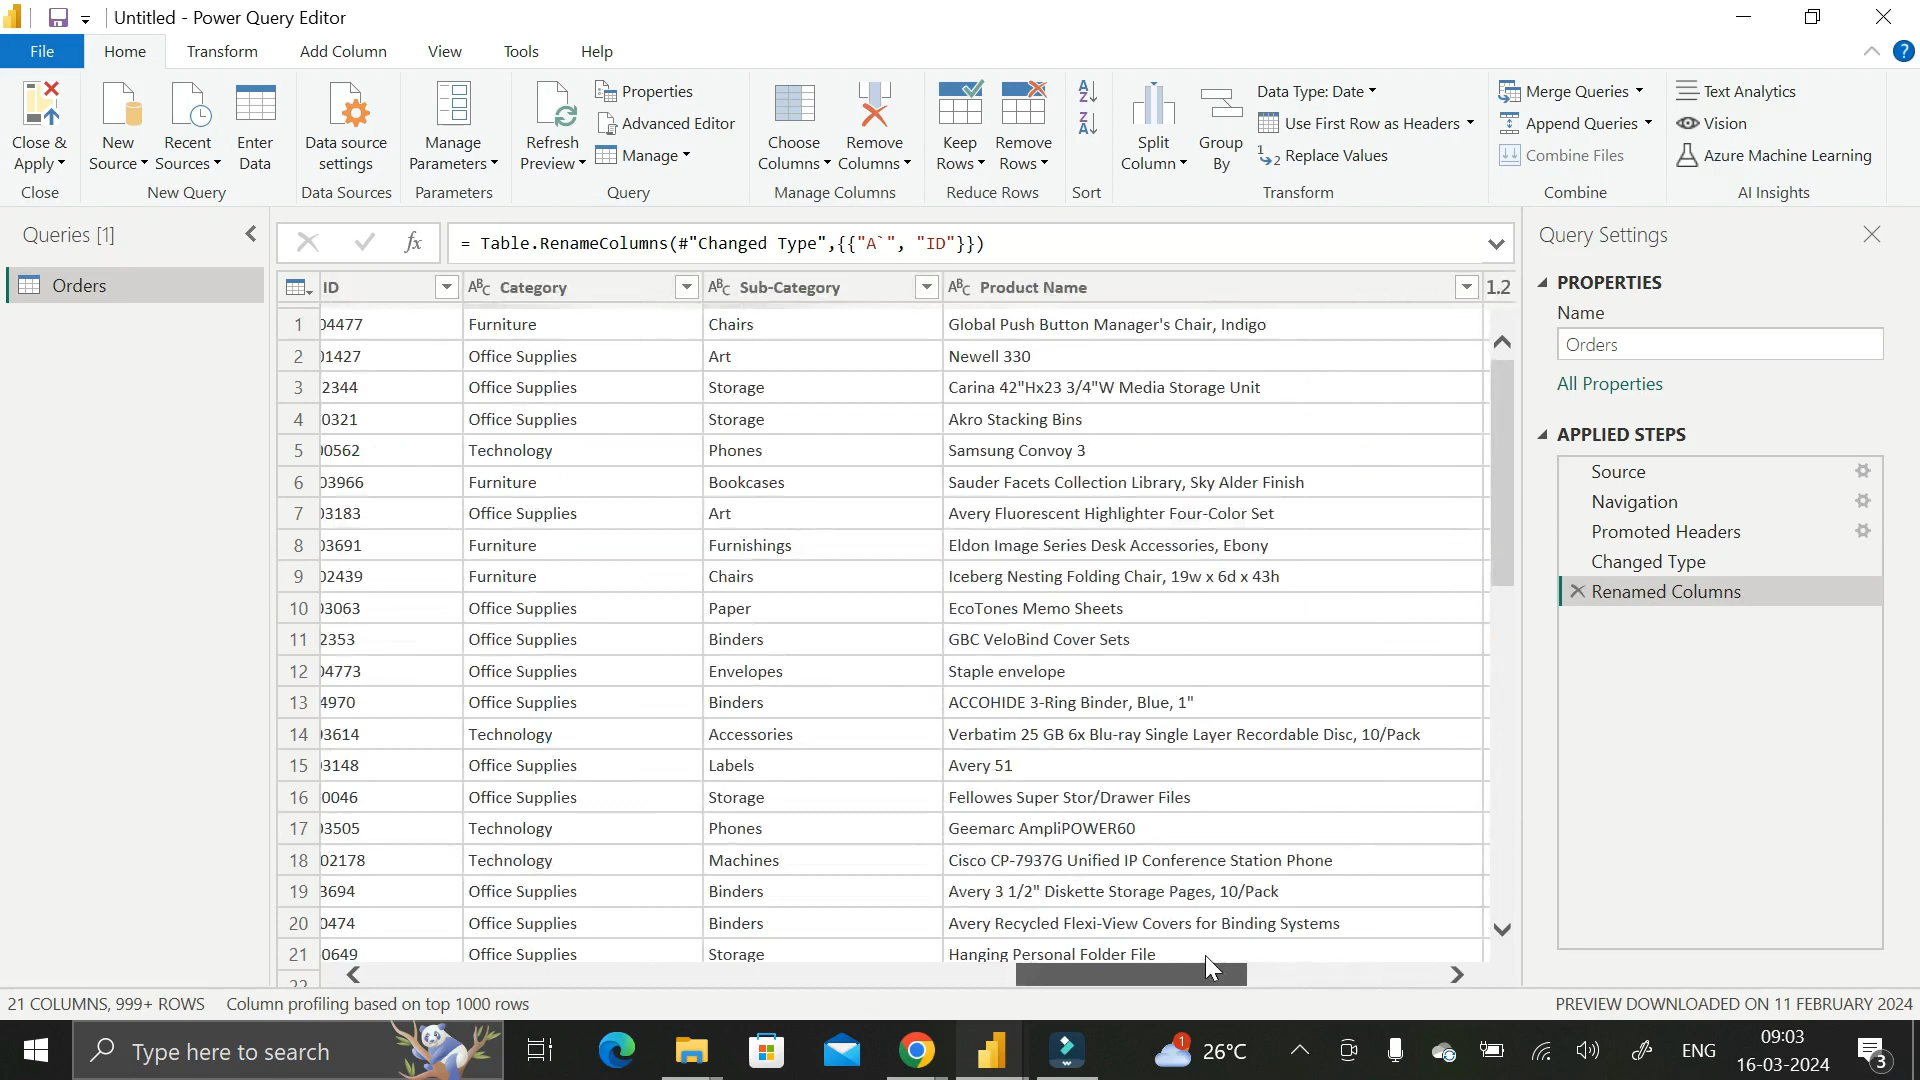 Untitled - Power Query Editor
File Home Transform Add Column View Tools Help
Close & Apply
Close
New Source
Recent Sources
Enter Data
New Query
Data source settings
Data Sources
Manage Parameters
Parameters
Refresh Preview
Properties
Advanced Editor
Manage
Query
Choose Columns
Remove Columns
Manage Columns
Keep Rows
Remove Rows
Reduce Rows
Sort
Split Column
Group By
Data Type: Date
Use First Row as Headers
Replace Values
Transform
Merge Queries
Append Queries
Combine Files
Combine
Text Analytics
Vision
Azure Machine Learning
AI Insights
Queries [1]
Orders
fx
= Table.RenameColumns(#"Changed Type",{{"A`", "ID"}})
ID ABC Category ABC Sub-Category ABC Product Name 1.2
1 04477 Furniture Chairs Global Push Button Manager's Chair, Indigo
2 01427 Office Supplies Art Newell 330
3 2344 Office Supplies Storage Carina 42"Hx23 3/4"W Media Storage Unit
4 0321 Office Supplies Storage Akro Stacking Bins
5 00562 Technology Phones Samsung Convoy 3
6 03966 Furniture Bookcases Sauder Facets Collection Library, Sky Alder Finish
7 03183 Office Supplies Art Avery Fluorescent Highlighter Four-Color Set
8 03691 Furniture Furnishings Eldon Image Series Desk Accessories, Ebony
9 02439 Furniture Chairs Iceberg Nesting Folding Chair, 19w x 6d x 43h
10 03063 Office Supplies Paper EcoTones Memo Sheets
11 2353 Office Supplies Binders GBC VeloBind Cover Sets
12 04773 Office Supplies Envelopes Staple envelope
13 4970 Office Supplies Binders ACCOHIDE 3-Ring Binder, Blue, 1"
14 03614 Technology Accessories Verbatim 25 GB 6x Blu-ray Single Layer Recordable Disc, 10/Pack
15 3148 Office Supplies Labels Avery 51
16 0046 Office Supplies Storage Fellowes Super Stor/Drawer Files
17 03505 Technology Phones Geemarc AmpliPOWER60
18 02178 Technology Machines Cisco CP-7937G Unified IP Conference Station Phone
19 3694 Office Supplies Binders Avery 3 1/2" Diskette Storage Pages, 10/Pack
20 0474 Office Supplies Binders Avery Recycled Flexi-View Covers for Binding Systems
21 0649 Office Supplies Storage Hanging Personal Folder File
22
Query Settings
PROPERTIES
Name
Orders
All Properties
APPLIED STEPS
Source
Navigation
Promoted Headers
Changed Type
Renamed Columns
21 COLUMNS, 999+ ROWS Column profiling based on top 1000 rows
PREVIEW DOWNLOADED ON 11 FEBRUARY 2024
Type here to search
1
26°C
ENG
09:03
16-03-2024
3